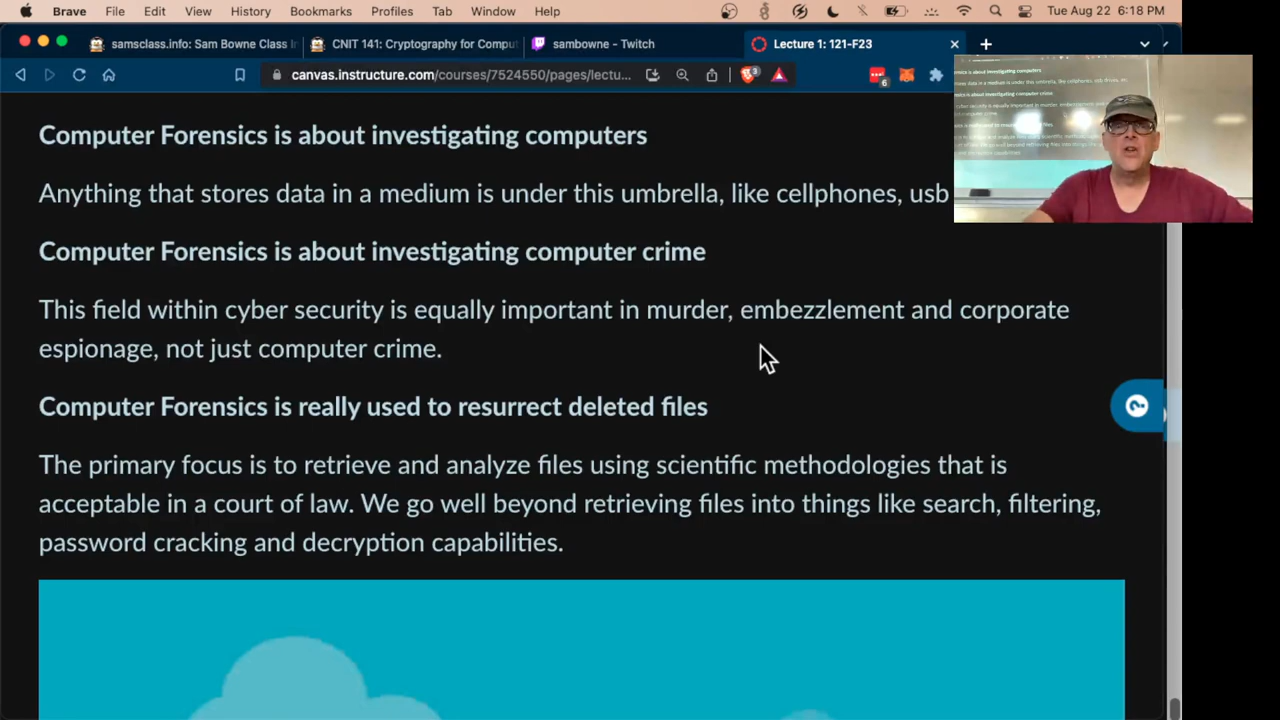 Brave File Edit View History Bookmarks Profiles Tab Window Help Tue Aug 22 6:18 PM
samsclass.info: Sam Bowne Class In CNIT 141: Cryptography for Comput sambowne - Twitch Lecture 1: 121-F23
canvas.instructure.com/courses/7524550/pages/lectu... 3 6
Computer Forensics is about investigating computers
Anything that stores data in a medium is under this umbrella, like cellphones, usb
Computer Forensics is about investigating computer crime
This field within cyber security is equally important in murder, embezzlement and corporate
espionage, not just computer crime.
Computer Forensics is really used to resurrect deleted files
The primary focus is to retrieve and analyze files using scientific methodologies that is
acceptable in a court of law. We go well beyond retrieving files into things like search, filtering,
password cracking and decryption capabilities.